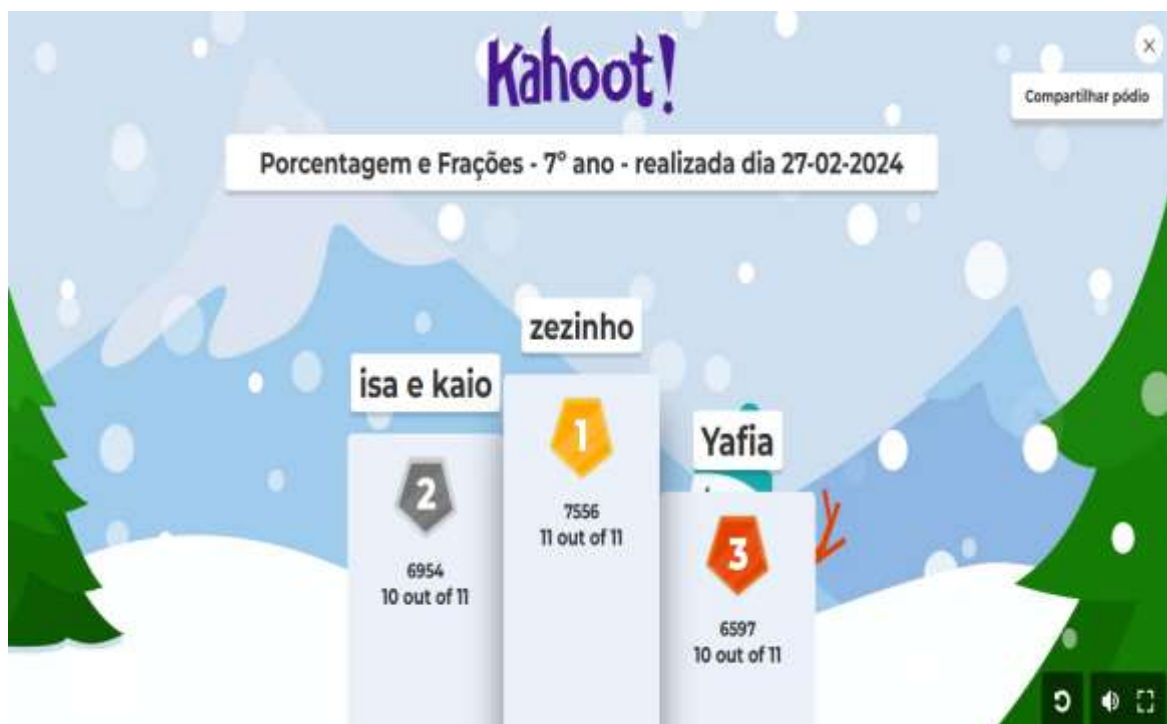 Kahoot!
Compartilhar pódio
Porcentagem e Frações - 7° ano - realizada dia 27-02-2024
zezinho
1
7556
11 out of 11
isa e kaio
2
6954
10 out of 11
Yafia
3
6597
10 out of 11